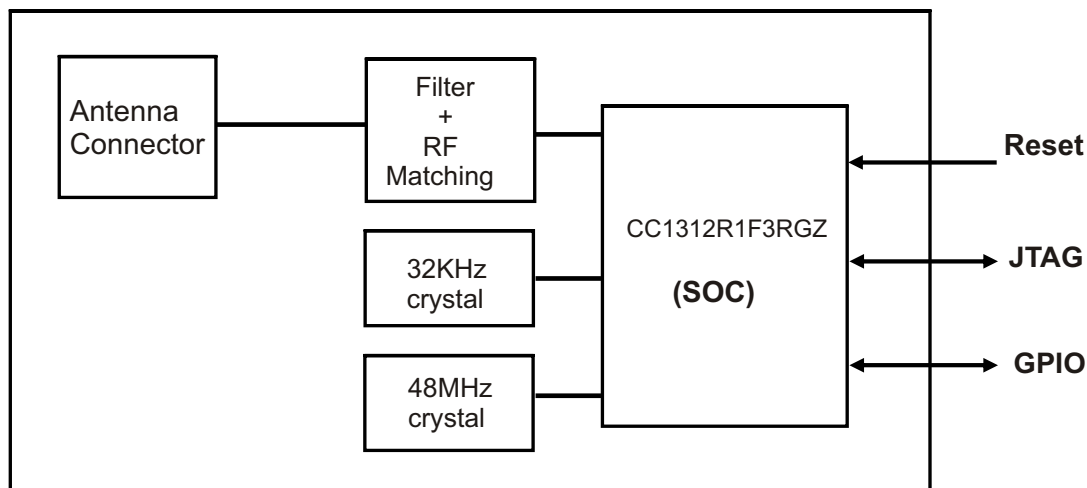 Antenna
Connector
Filter
+
RF
Matching
32KHz
crystal
48MHz
crystal
CC1312R1F3RGZ
(SOC)
Reset
JTAG
GPIO